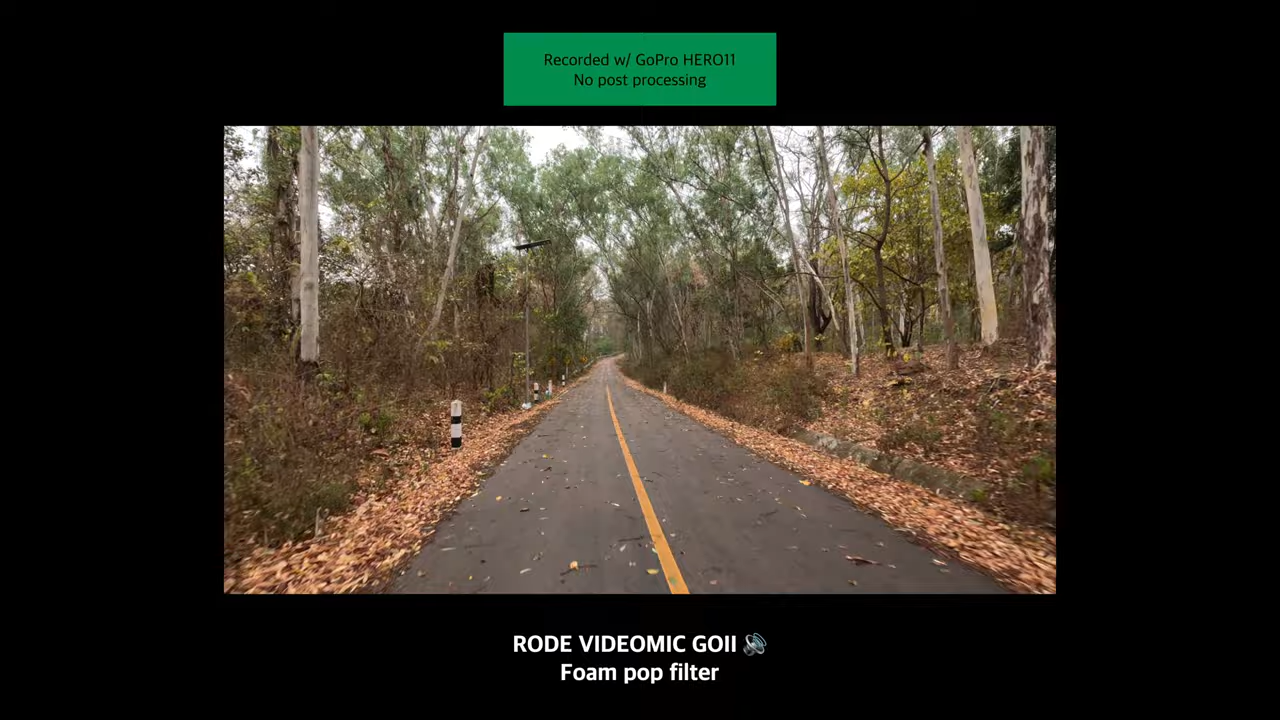 Recorded w/ GoPro HERO11
No post processing
RODE VIDEOMIC GOII 🔊
Foam pop filter